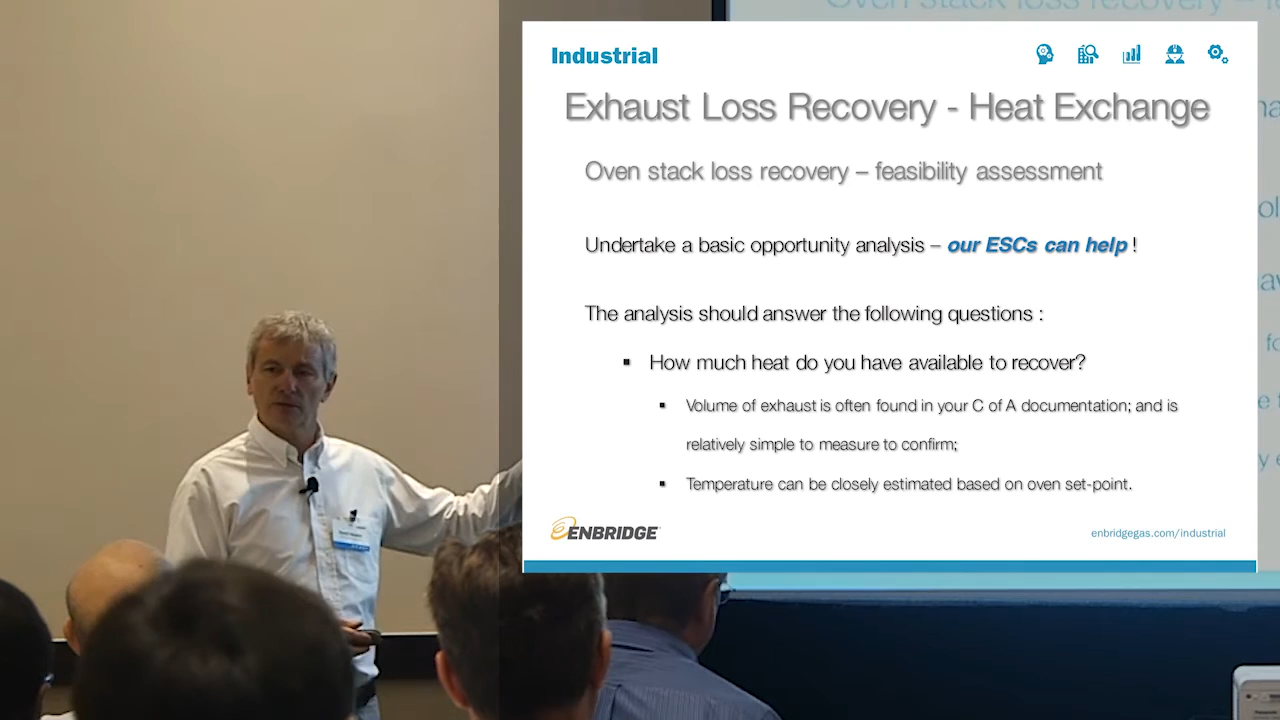 Industrial
Exhaust Loss Recovery - Heat Exchange
Oven stack loss recovery – feasibility assessment
Undertake a basic opportunity analysis – our ESCs can help !
The analysis should answer the following questions :
▪ How much heat do you have available to recover?
▪ Volume of exhaust is often found in your C of A documentation; and is
relatively simple to measure to confirm;
▪ Temperature can be closely estimated based on oven set-point.
ENBRIDGE
enbridgegas.com/industrial